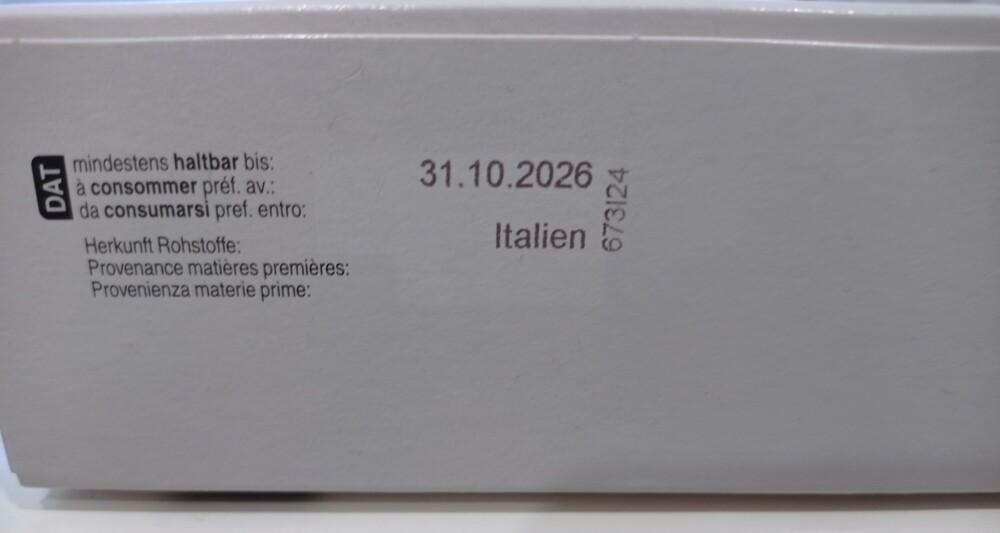 DAT
mindestens haltbar bis:
à consommer préf. av.:
da consumarsi pref. entro:
31.10.2026
Herkunft Rohstoffe:
Provenance matières premières:
Provenienza materie prime:
Italien
673I24